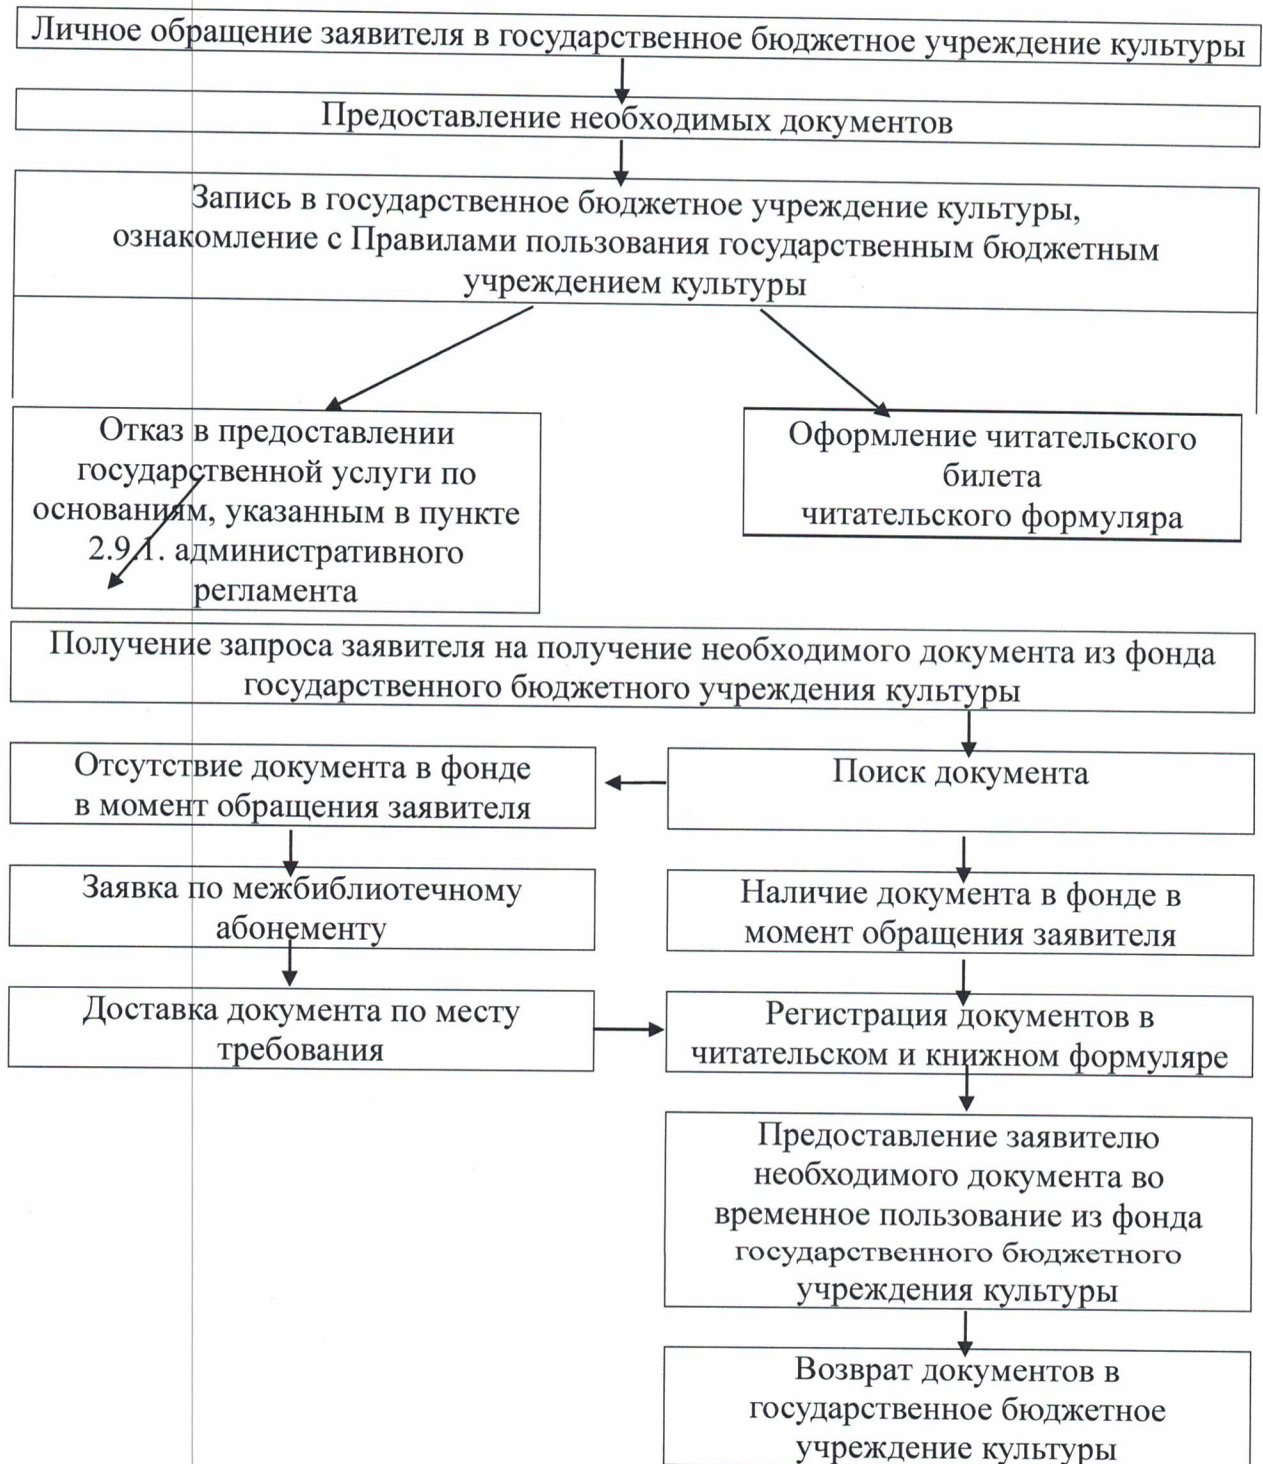 Личное обращение заявителя в государственное бюджетное учреждение культуры
Предоставление необходимых документов
Запись в государственное бюджетное учреждение культуры,
ознакомление с Правилами пользования государственным бюджетным
учреждением культуры
Отказ в предоставлении
государственной услуги по
основаниям, указанным в пункте
2.9.1. административного
регламента
Оформление читательского
билета
читательского формуляра
Получение запроса заявителя на получение необходимого документа из фонда
государственного бюджетного учреждения культуры
Отсутствие документа в фонде
в момент обращения заявителя
Поиск документа
Заявка по межбиблиотечному
абонементу
Наличие документа в фонде в
момент обращения заявителя
Доставка документа по месту
требования
Регистрация документов в
читательском и книжном формуляре
Предоставление заявителю
необходимого документа во
временное пользование из фонда
государственного бюджетного
учреждения культуры
Возврат документов в
государственное бюджетное
учреждение культуры